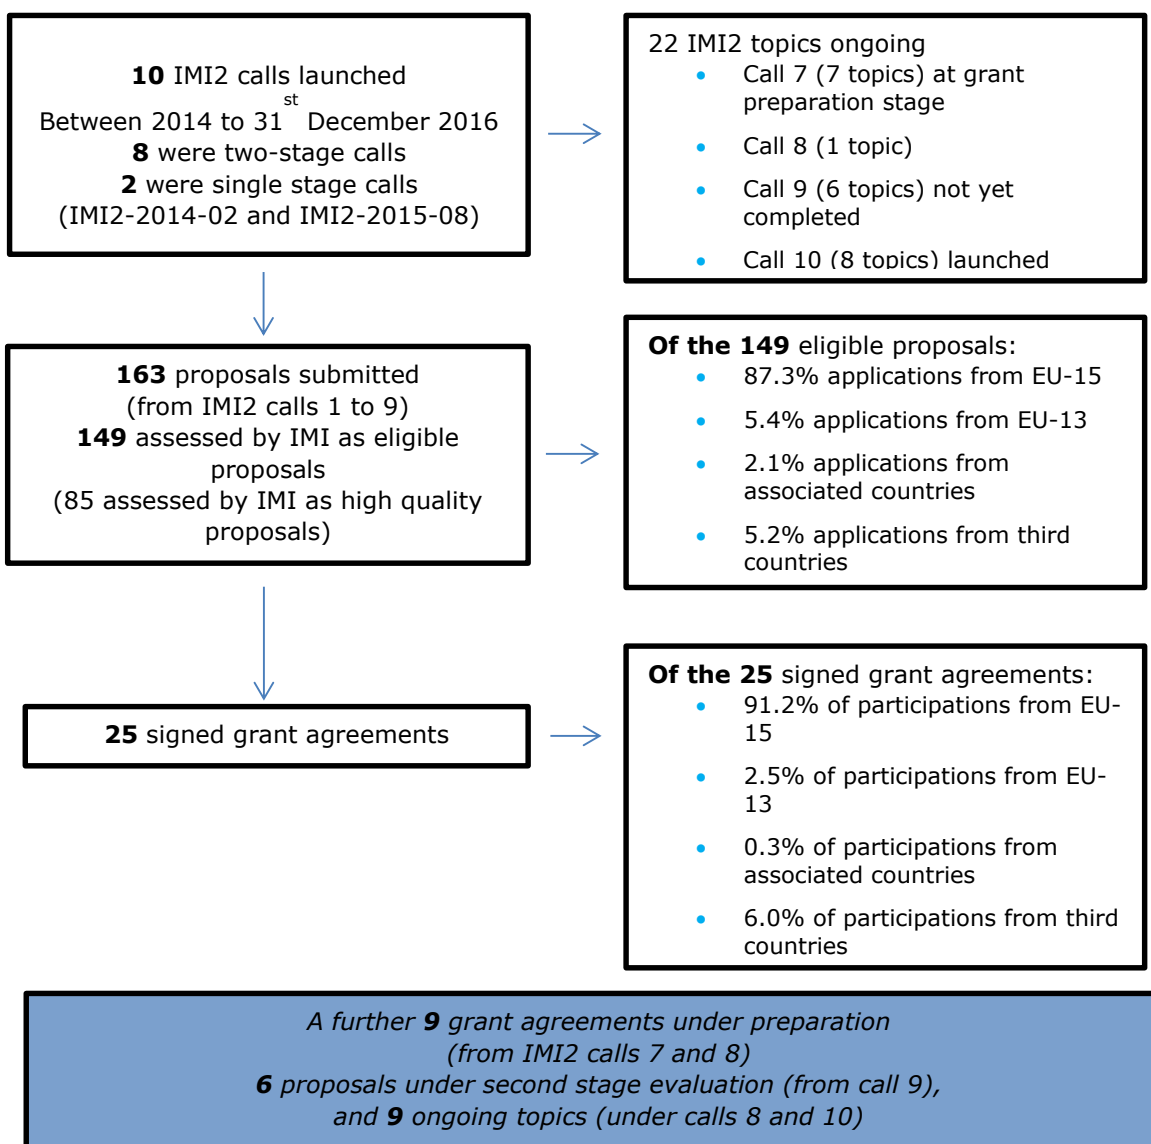 10 IMI2 calls launched
Between 2014 to 31st December 2016
8 were two-stage calls
2 were single stage calls
(IMI2-2014-02 and IMI2-2015-08)
22 IMI2 topics ongoing
• Call 7 (7 topics) at grant
preparation stage
• Call 8 (1 topic)
• Call 9 (6 topics) not yet
completed
• Call 10 (8 topics) launched
163 proposals submitted
(from IMI2 calls 1 to 9)
149 assessed by IMI as eligible
proposals
(85 assessed by IMI as high quality
proposals)
Of the 149 eligible proposals:
• 87.3% applications from EU-15
• 5.4% applications from EU-13
• 2.1% applications from
associated countries
• 5.2% applications from third
countries
25 signed grant agreements
Of the 25 signed grant agreements:
• 91.2% of participations from EU-
15
• 2.5% of participations from EU-
13
• 0.3% of participations from
associated countries
• 6.0% of participations from third
countries
A further 9 grant agreements under preparation
(from IMI2 calls 7 and 8)
6 proposals under second stage evaluation (from call 9),
and 9 ongoing topics (under calls 8 and 10)